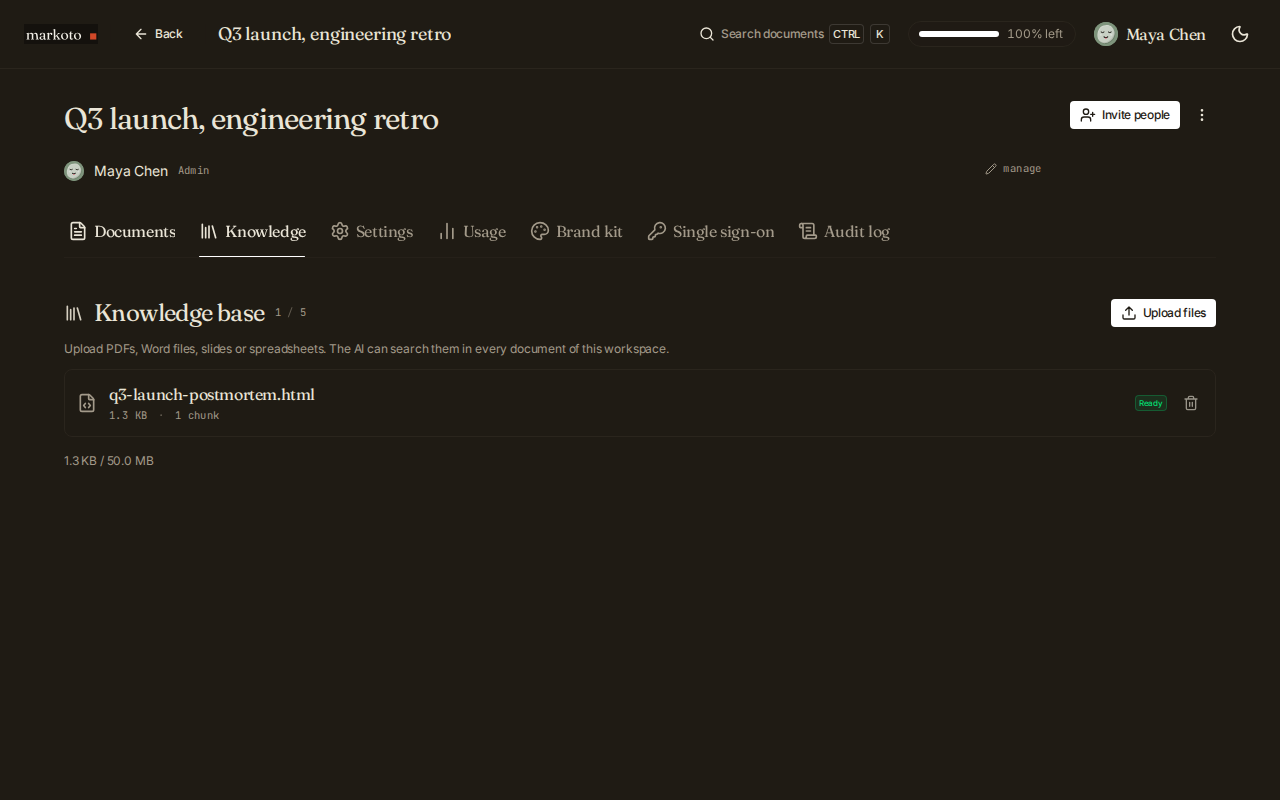 markoto
Back
Q3 launch, engineering retro
Search documents CTRL K
100% left
Maya Chen
Q3 launch, engineering retro
Invite people
Maya Chen Admin
manage
Documents Knowledge Settings Usage Brand kit Single sign-on Audit log
Knowledge base 1 / 5
Upload files
Upload PDFs, Word files, slides or spreadsheets. The AI can search them in every document of this workspace.
q3-launch-postmortem.html
1.3 KB · 1 chunk
Ready
1.3 KB / 50.0 MB